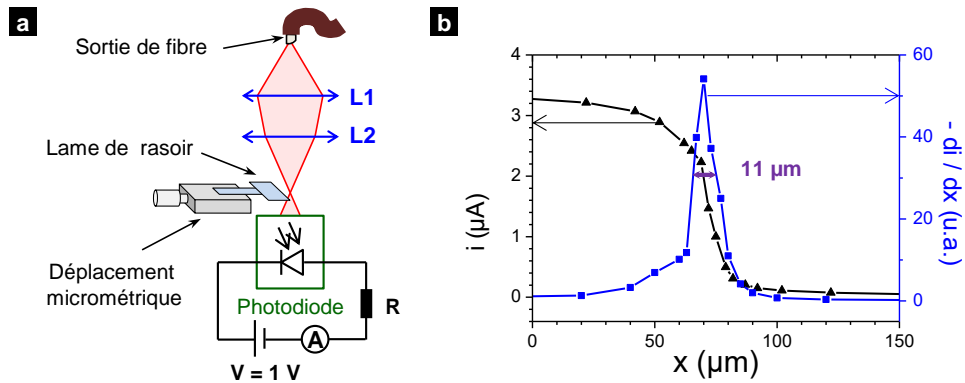 a
Sortie de fibre
L1
L2
Lame de rasoir
Déplacement
micrométrique
Photodiode
R
A
V = 1 V
b
4
3
2
1
0
i (µA)
60
40
20
0
- di / dx (u.a.)
11 µm
0
50
100
150
x (µm)